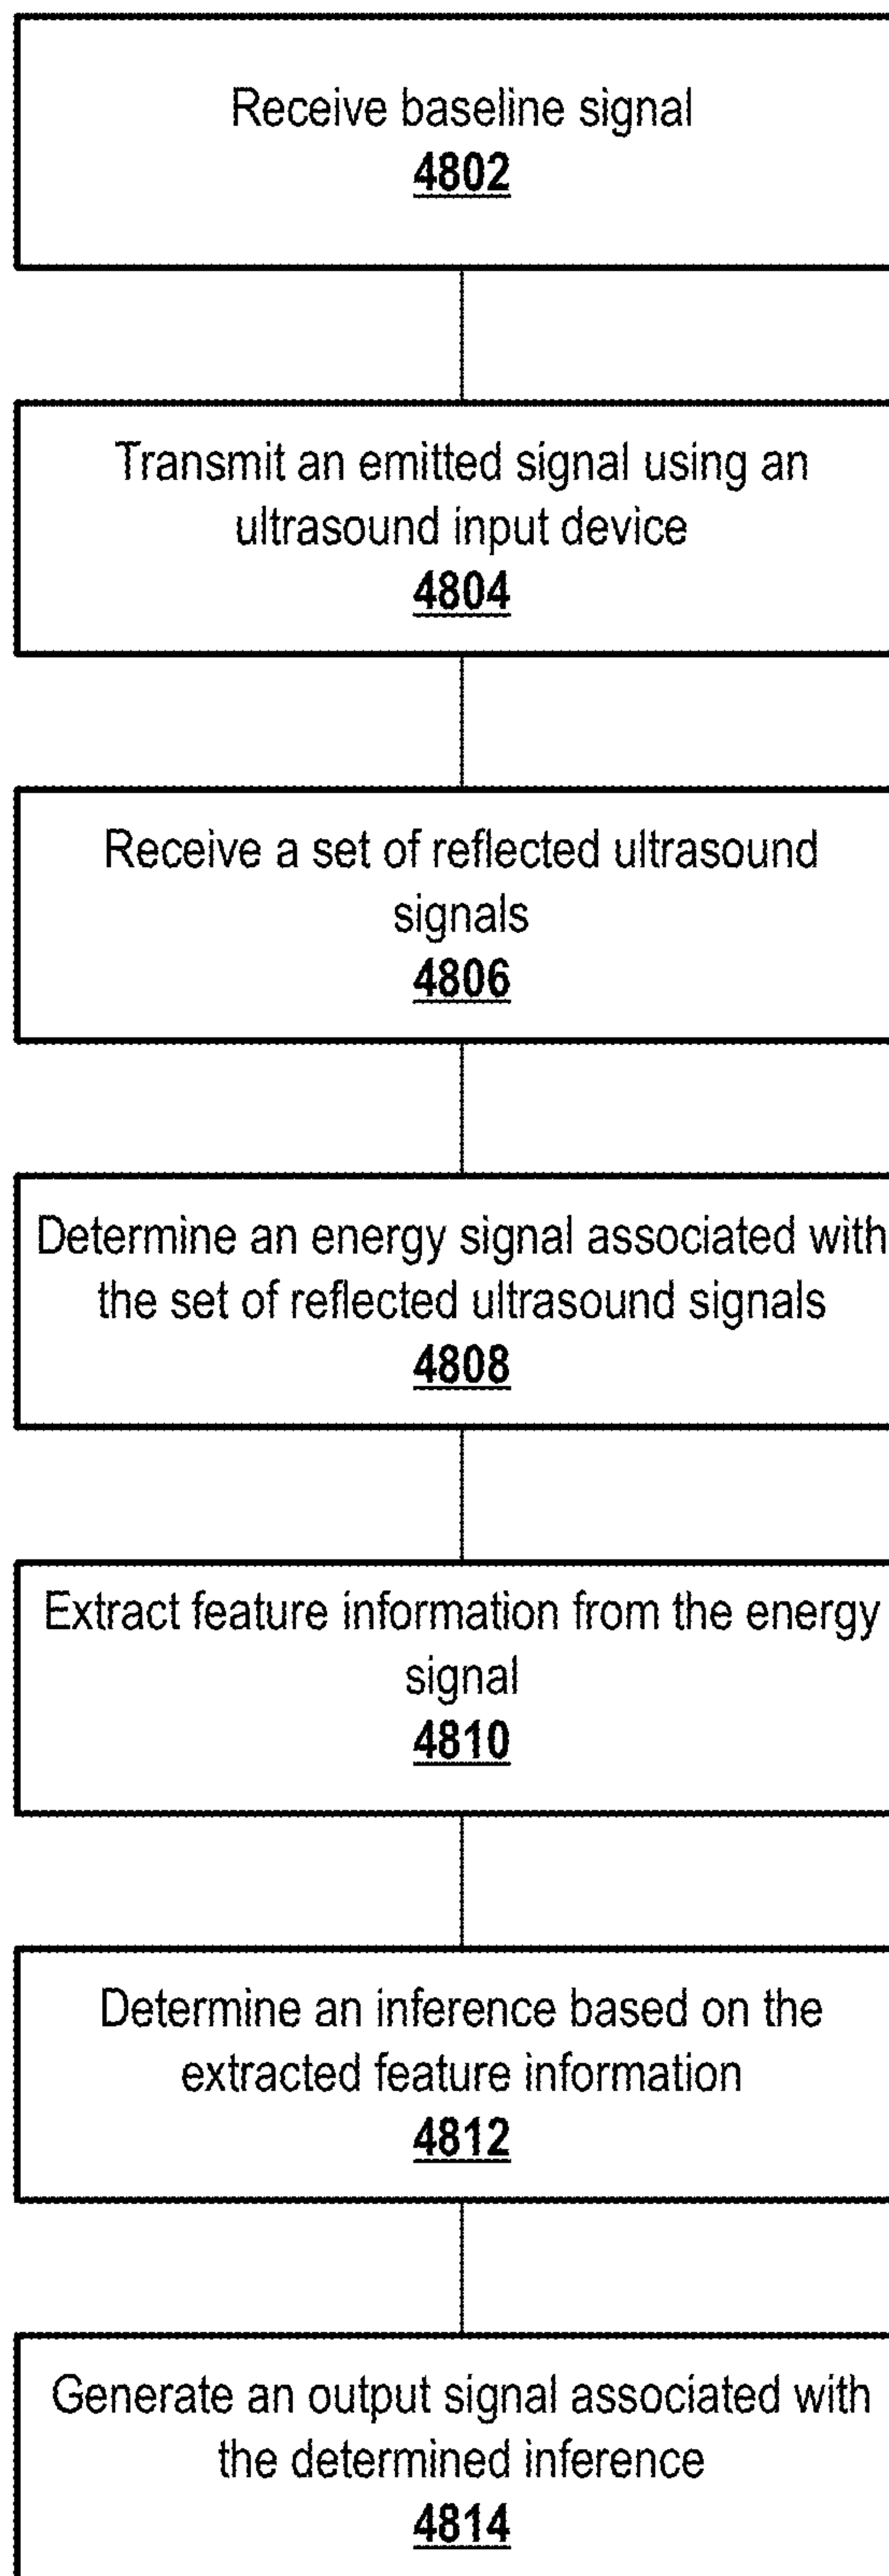 Receive baseline signal
4802
Transmit an emitted signal using an
ultrasound input device
4804
Receive a set of reflected ultrasound
signals
4806
Determine an energy signal associated with
the set of reflected ultrasound signals
4808
Extract feature information from the energy
signal
4810
Determine an inference based on the
extracted feature information
4812
Generate an output signal associated with
the determined inference
4814